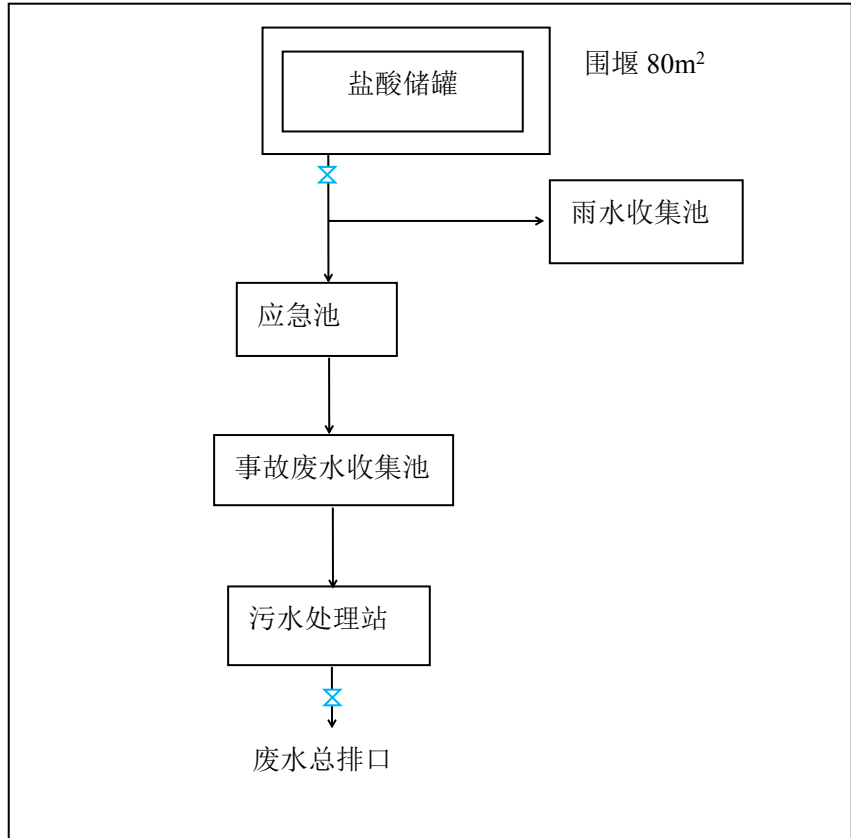 盐酸储罐
围堰 80m²
雨水收集池
应急池
事故废水收集池
污水处理站
废水总排口